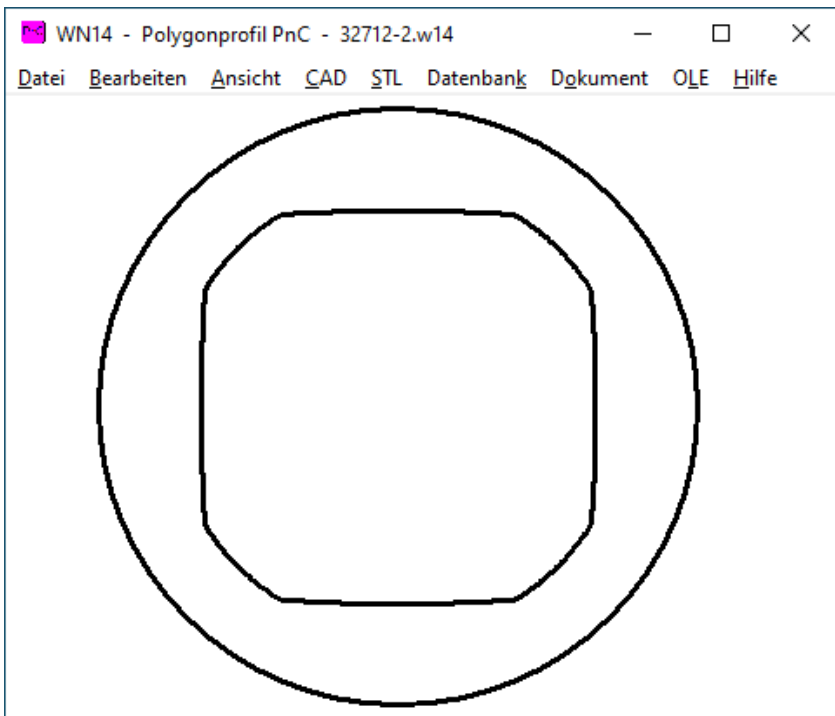 WN14 - Polygonprofil PnC - 32712-2.w14
Datei Bearbeiten Ansicht CAD STL Datenbank Dokument OLE Hilfe